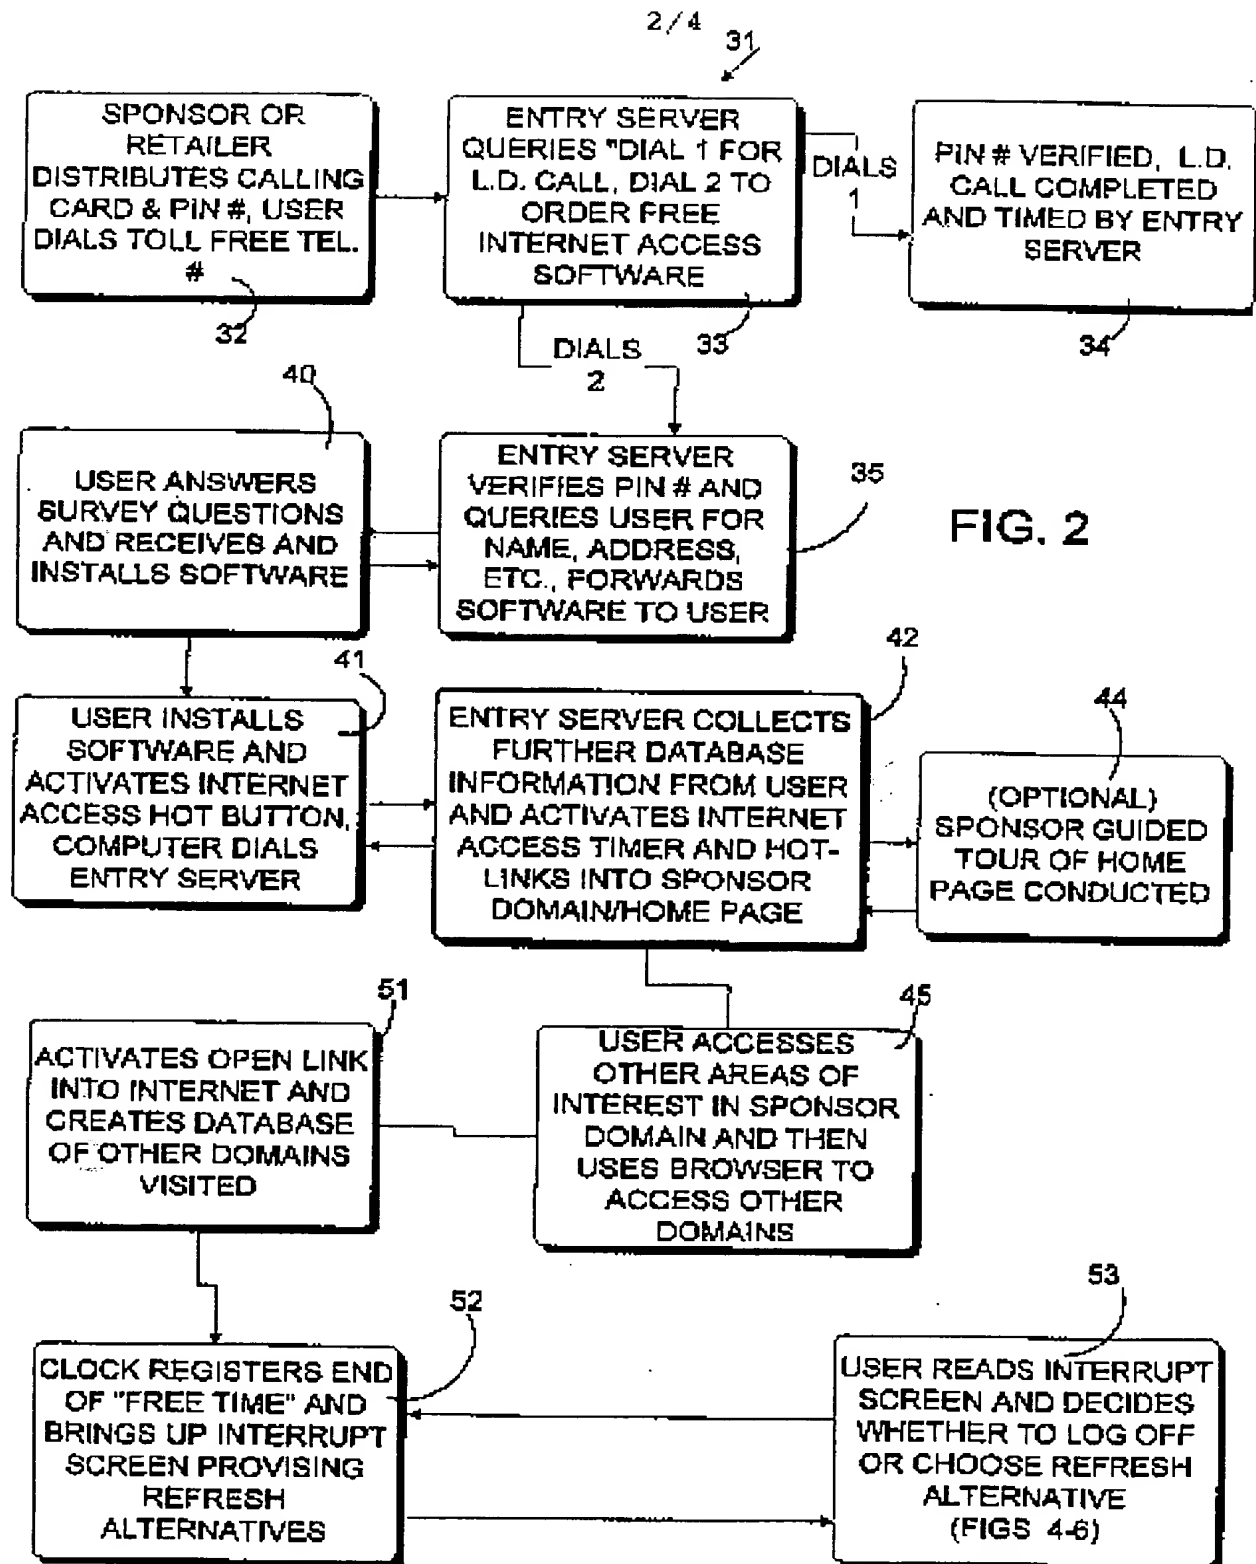 2/4
31
SPONSOR OR
RETAILER
DISTRIBUTES CALLING
CARD & PIN #, USER
DIALS TOLL FREE TEL.
#
32
ENTRY SERVER
QUERIES "DIAL 1 FOR
L.D. CALL, DIAL 2 TO
ORDER FREE
INTERNET ACCESS
SOFTWARE
33
DIALS
1
PIN # VERIFIED, L.D.
CALL COMPLETED
AND TIMED BY ENTRY
SERVER
34
DIALS
2
40
USER ANSWERS
SURVEY QUESTIONS
AND RECEIVES AND
INSTALLS SOFTWARE
ENTRY SERVER
VERIFIES PIN # AND
QUERIES USER FOR
NAME, ADDRESS,
ETC., FORWARDS
SOFTWARE TO USER
35
FIG. 2
41
USER INSTALLS
SOFTWARE AND
ACTIVATES INTERNET
ACCESS HOT BUTTON,
COMPUTER DIALS
ENTRY SERVER
42
ENTRY SERVER COLLECTS
FURTHER DATABASE
INFORMATION FROM USER
AND ACTIVATES INTERNET
ACCESS TIMER AND HOT-
LINKS INTO SPONSOR
DOMAIN/HOME PAGE
44
(OPTIONAL)
SPONSOR GUIDED
TOUR OF HOME
PAGE CONDUCTED
51
ACTIVATES OPEN LINK
INTO INTERNET AND
CREATES DATABASE
OF OTHER DOMAINS
VISITED
45
USER ACCESSES
OTHER AREAS OF
INTEREST IN SPONSOR
DOMAIN AND THEN
USES BROWSER TO
ACCESS OTHER
DOMAINS
52
CLOCK REGISTERS END
OF "FREE TIME" AND
BRINGS UP INTERRUPT
SCREEN PROVISING
REFRESH
ALTERNATIVES
53
USER READS INTERRUPT
SCREEN AND DECIDES
WHETHER TO LOG OFF
OR CHOOSE REFRESH
ALTERNATIVE
(FIGS 4-6)